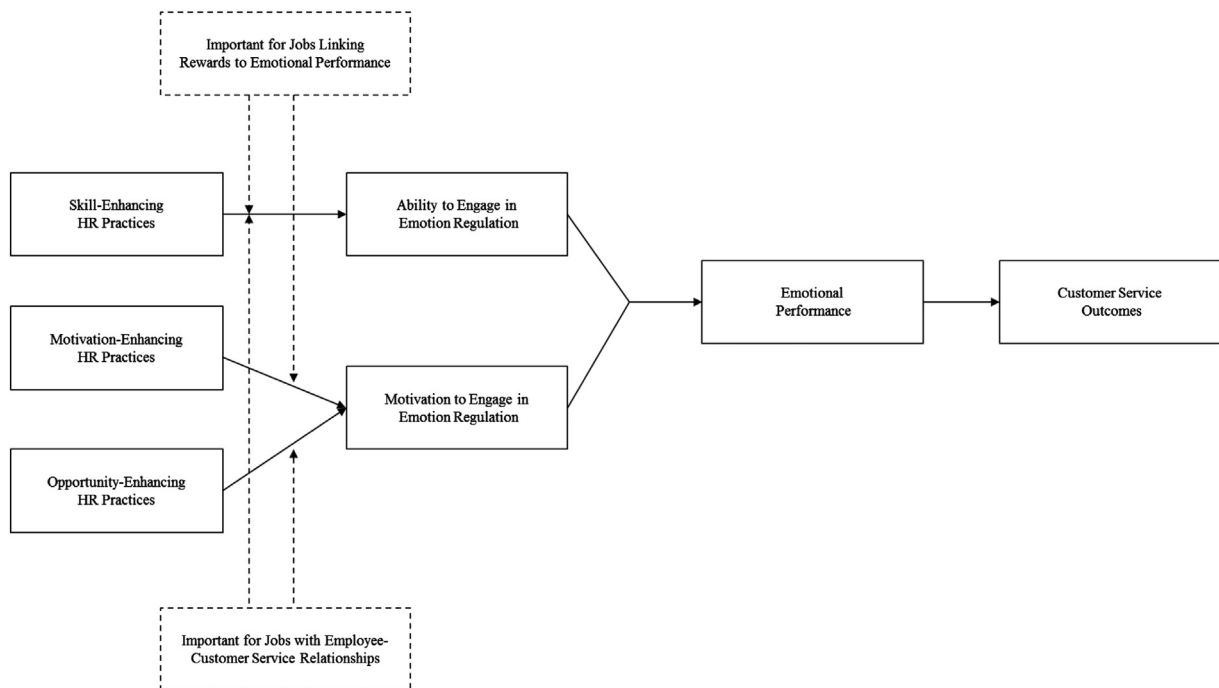 Important for Jobs Linking
Rewards to Emotional Performance
Skill-Enhancing
HR Practices
Ability to Engage in
Emotion Regulation
Emotional
Performance
Customer Service
Outcomes
Motivation-Enhancing
HR Practices
Motivation to Engage in
Emotion Regulation
Opportunity-Enhancing
HR Practices
Important for Jobs with Employee-
Customer Service Relationships